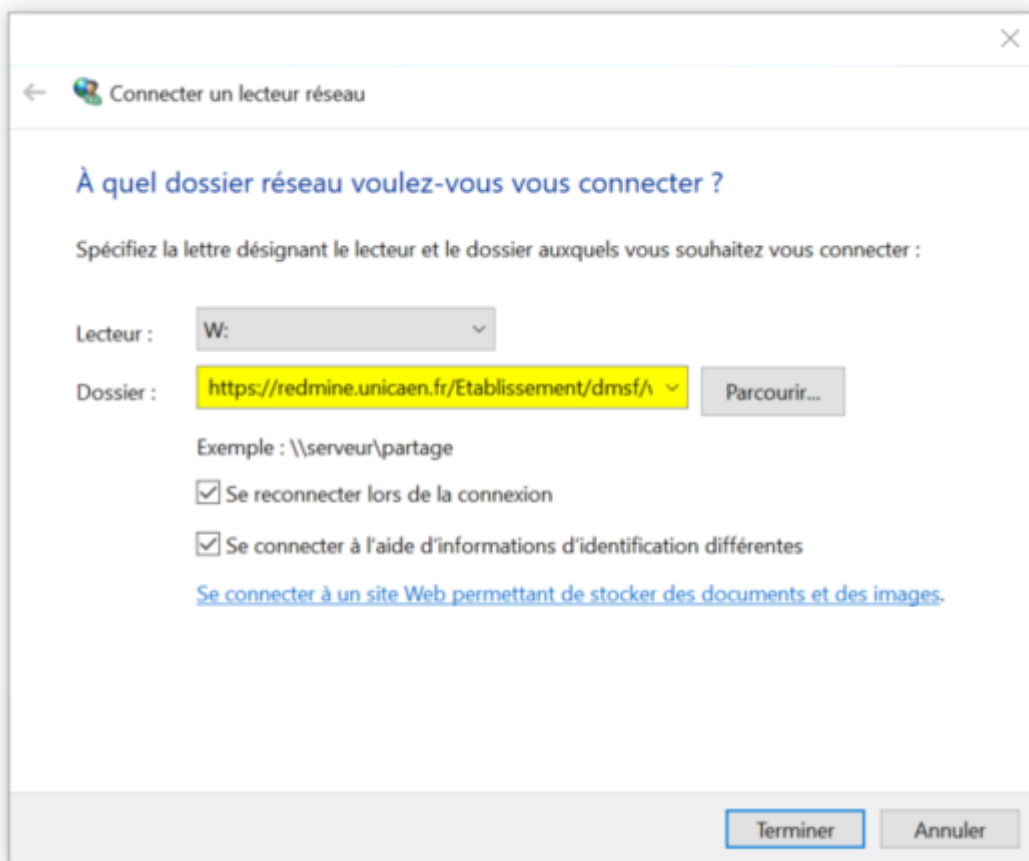 Connecter un lecteur réseau
À quel dossier réseau voulez-vous vous connecter ?
Spécifiez la lettre désignant le lecteur et le dossier auxquels vous souhaitez vous connecter :
Lecteur : W:
Dossier : https://redmine.unicaen.fr/Etablissement/dmsf/ Parcourir...
Exemple : \\serveur\partage
Se reconnecter lors de la connexion
Se connecter à l'aide d'informations d'identification différentes
Se connecter à un site Web permettant de stocker des documents et des images.
Terminer Annuler